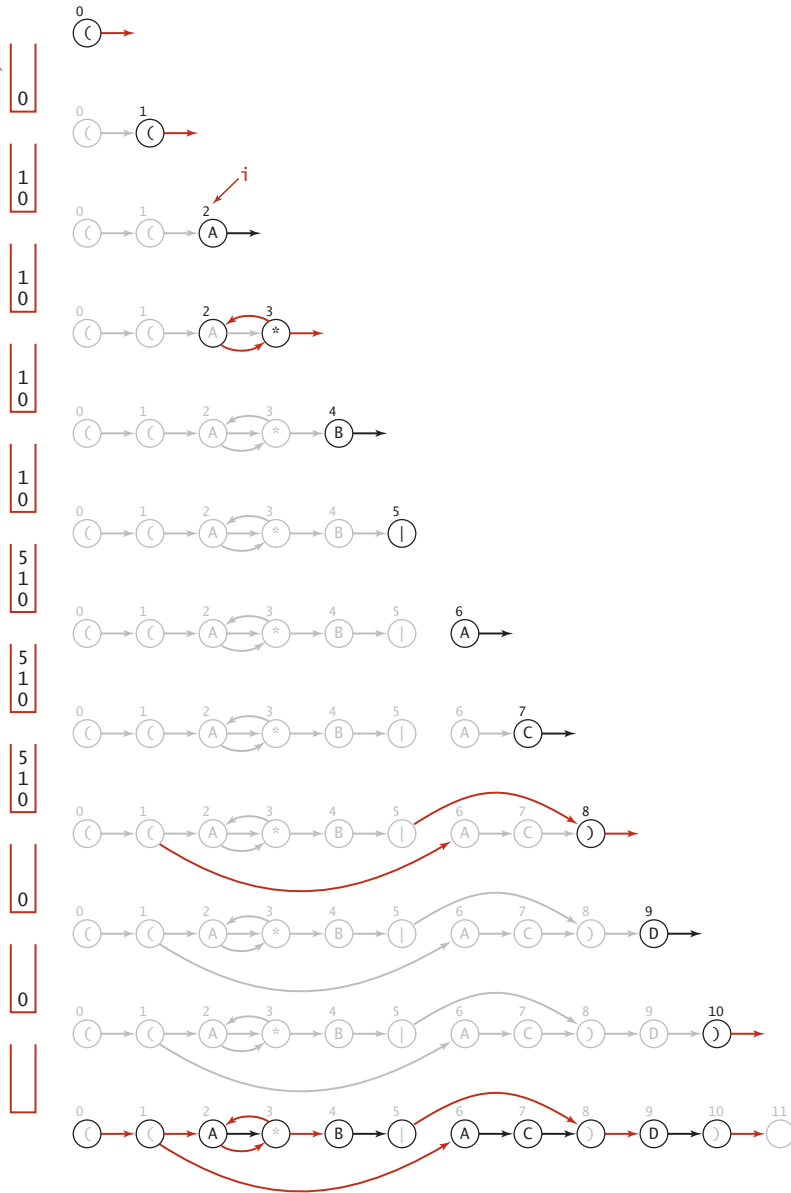 0
(
0
0 1
( (
1
0
i
0 1 2
( ( A
1
0
0 1 2 3
( ( A *
1
0
0 1 2 3 4
( ( A * B
1
0
0 1 2 3 4 5
( ( A * B |
5
1
0
0 1 2 3 4 5 6
( ( A * B | A
5
1
0
0 1 2 3 4 5 6 7
( ( A * B | A C
5
1
0
0 1 2 3 4 5 6 7 8
( ( A * B | A C )
0
0 1 2 3 4 5 6 7 8 9
( ( A * B | A C ) D
0
0 1 2 3 4 5 6 7 8 9 10
( ( A * B | A C ) D )
0 1 2 3 4 5 6 7 8 9 10 11
( ( A * B | A C ) D )